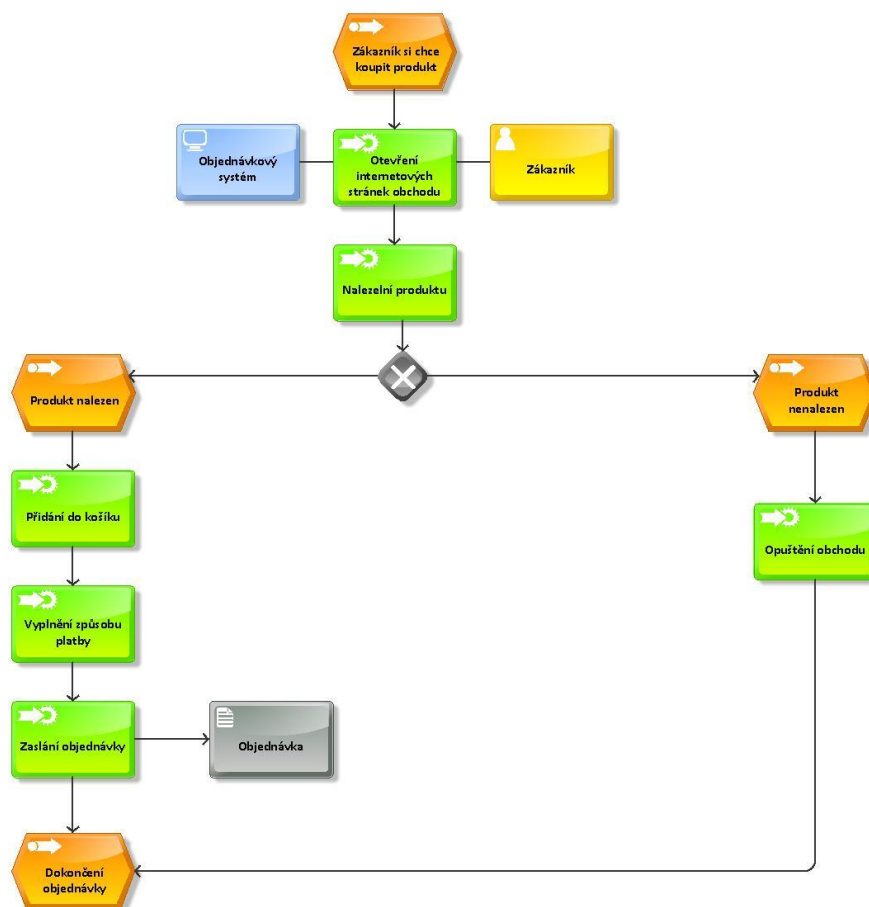 Zákazník si chce
koupit produkt
Objednávkový
systém
Otevření
internetových
stránek obchodu
Zákazník
Nalezelní produktu
Produkt nalezen
Produkt
nenalezen
Přidání do košíku
Opuštění obchodu
Vyplnění způsobu
platby
Zaslání objednávky
Objednávka
Dokončení
objednávky